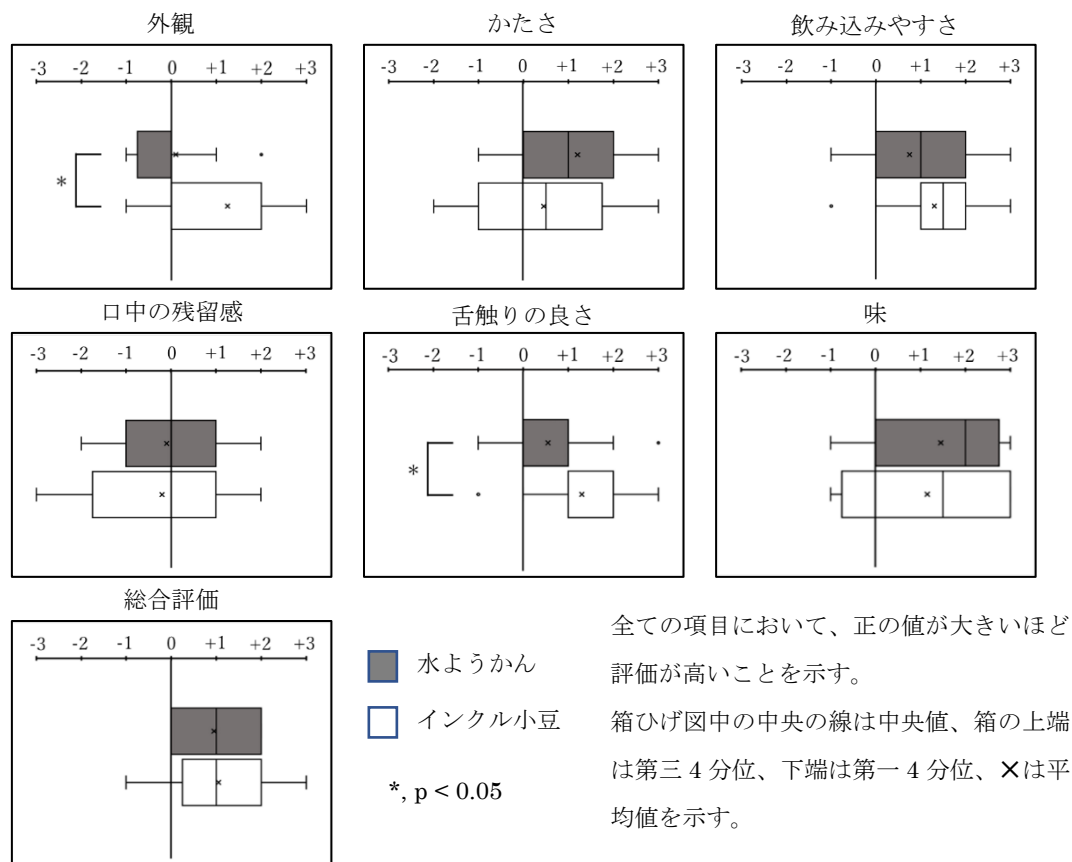 外観
かたさ
飲み込みやすさ
-3 -2 -1 0 +1 +2 +3
-3 -2 -1 0 +1 +2 +3
-3 -2 -1 0 +1 +2 +3
*
口中の残留感
舌触りの良さ
味
-3 -2 -1 0 +1 +2 +3
-3 -2 -1 0 +1 +2 +3
-3 -2 -1 0 +1 +2 +3
*
総合評価
-3 -2 -1 0 +1 +2 +3
水ようかん
インクル小豆
*, p < 0.05
全ての項目において、正の値が大きいほど
評価が高いことを示す。
箱ひげ図中の中央の線は中央値、箱の上端
は第三 4 分位、下端は第一 4 分位、×は平
均値を示す。